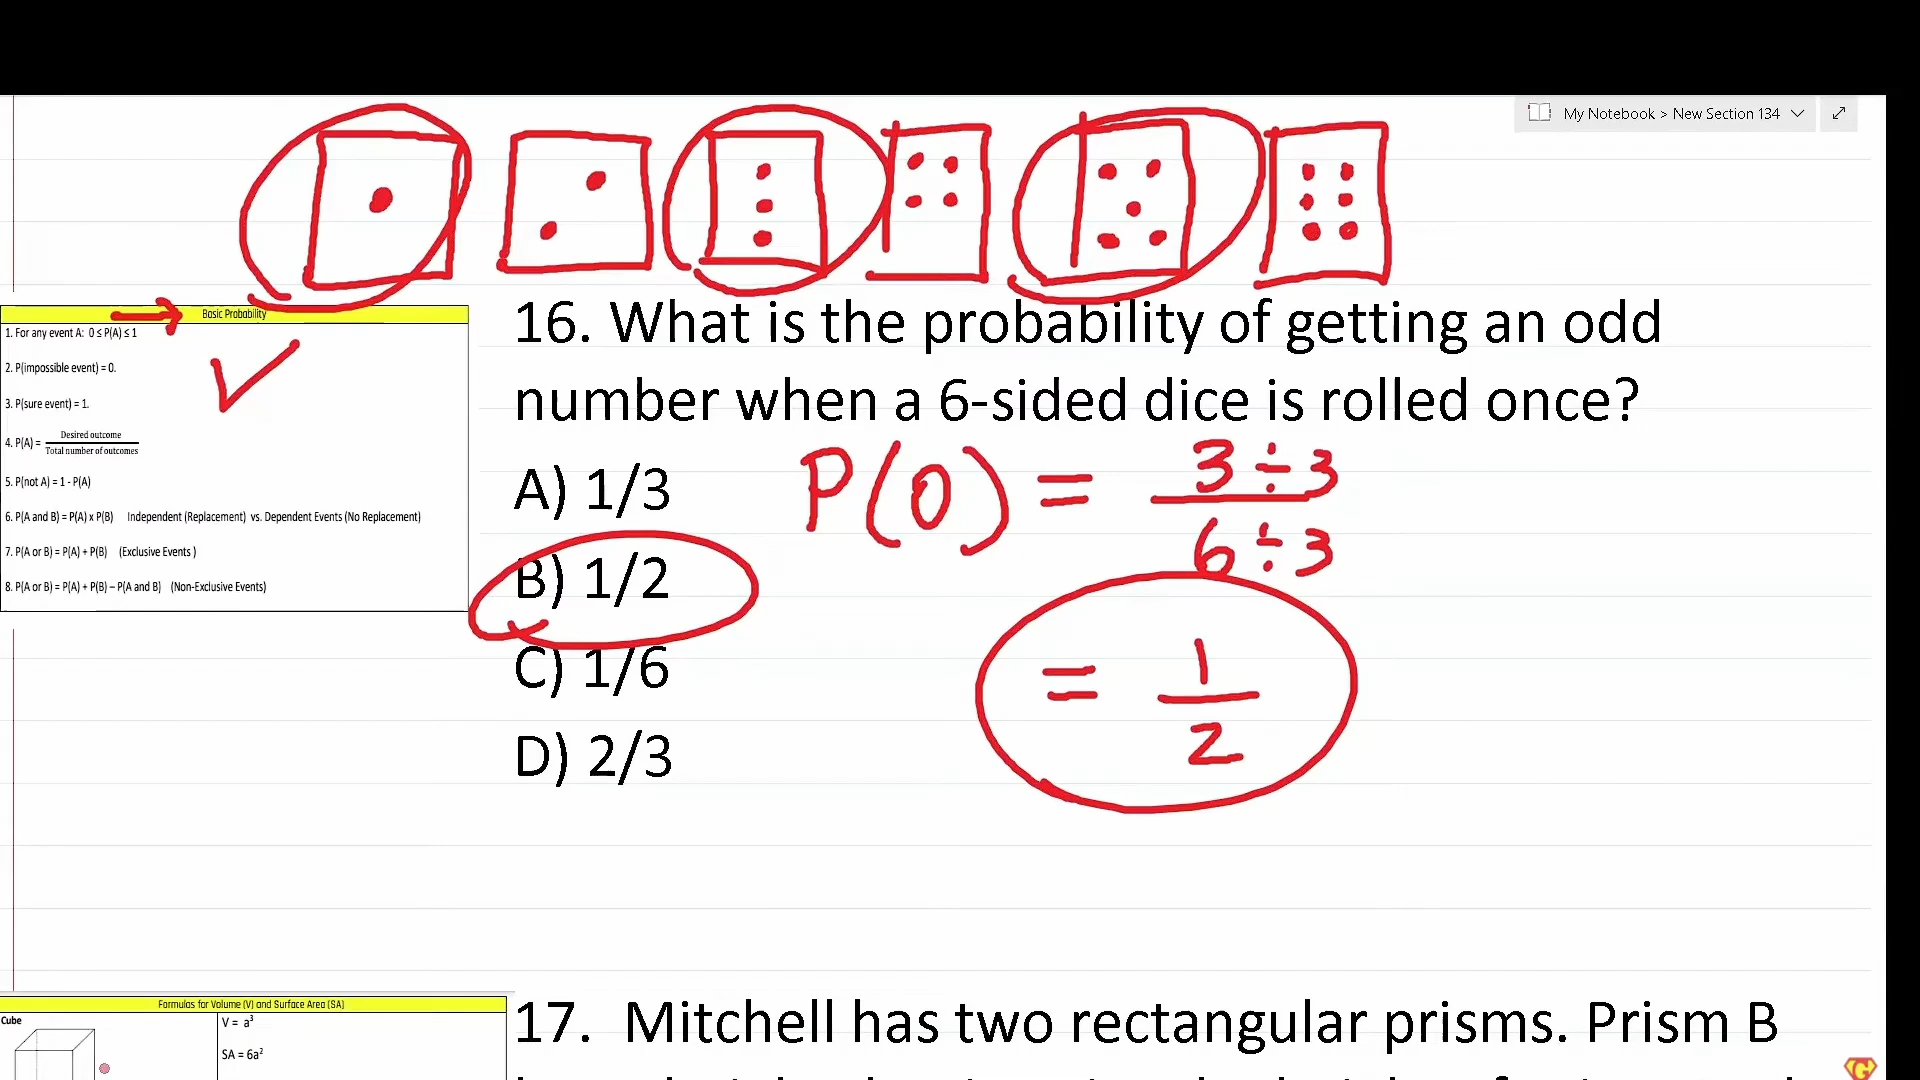 My Notebook > New Section 134
Basic Probability
1. For any event A: 0 ≤ P(A) ≤ 1
2. P(impossible event) = 0.
3. P(sure event) = 1.
4. P(A) = Desired outcome
Total number of outcomes
5. P(not A) = 1 - P(A)
6. P(A and B) = P(A) x P(B) Independent (Replacement) vs. Dependent Events (No Replacement)
7. P(A or B) = P(A) + P(B) (Exclusive Events )
8. P(A or B) = P(A) + P(B) – P(A and B) (Non-Exclusive Events)
16. What is the probability of getting an odd
number when a 6-sided dice is rolled once?
A) 1/3
B) 1/2
C) 1/6
D) 2/3
P(O) = 3÷3
6÷3
= 1
2
Formulas for Volume (V) and Surface Area (SA)
Cube
V = a³
SA = 6a²
17. Mitchell has two rectangular prisms. Prism B
G